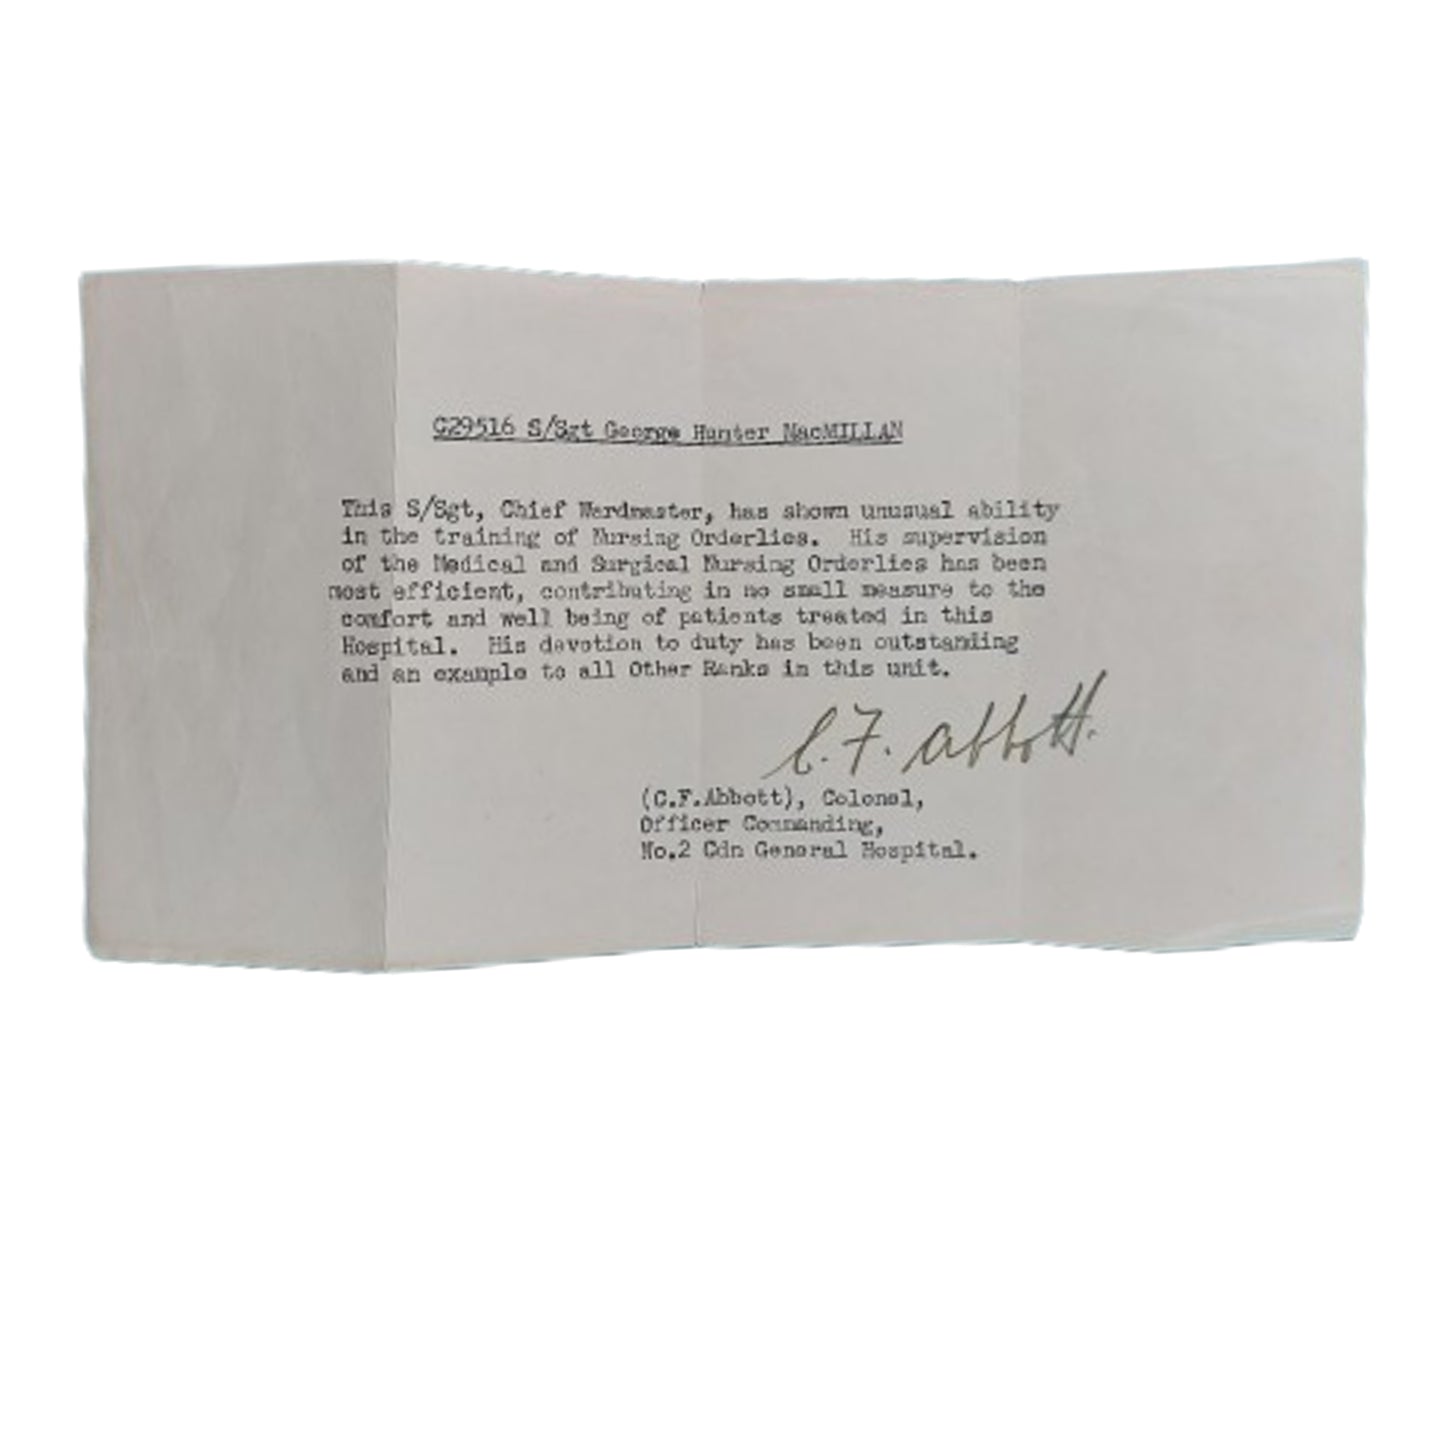 G29516 S/Sgt George Hunter MacMILLAN
This S/Sgt, Chief Wardmaster, has shown unusual ability
in the training of Nursing Orderlies. His supervision
of the Medical and Surgical Nursing Orderlies has been
most efficient, contributing in no small measure to the
comfort and well being of patients treated in this
Hospital. His devotion to duty has been outstanding
and an example to all Other Ranks in this unit.
C.F. Abbott.
(C.F.Abbott), Colonel,
Officer Commanding,
No.2 Cdn General Hospital.